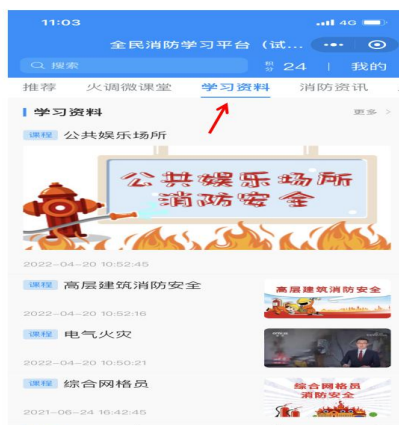 11:03
4G
全民消防学习平台（试...
搜索
积分 24 | 我的
推荐 火调微课堂 学习资料 消防资讯
学习资料 更多 >
课程 公共娱乐场所
公共娱乐场所
消防安全
2022-04-20 10:52:45
课程 高层建筑消防安全
高层建筑消防安全
2022-04-20 10:52:16
课程 电气火灾
2022-04-20 10:50:21
课程 综合网格员
综合网格员
消防安全
2021-06-24 16:42:45